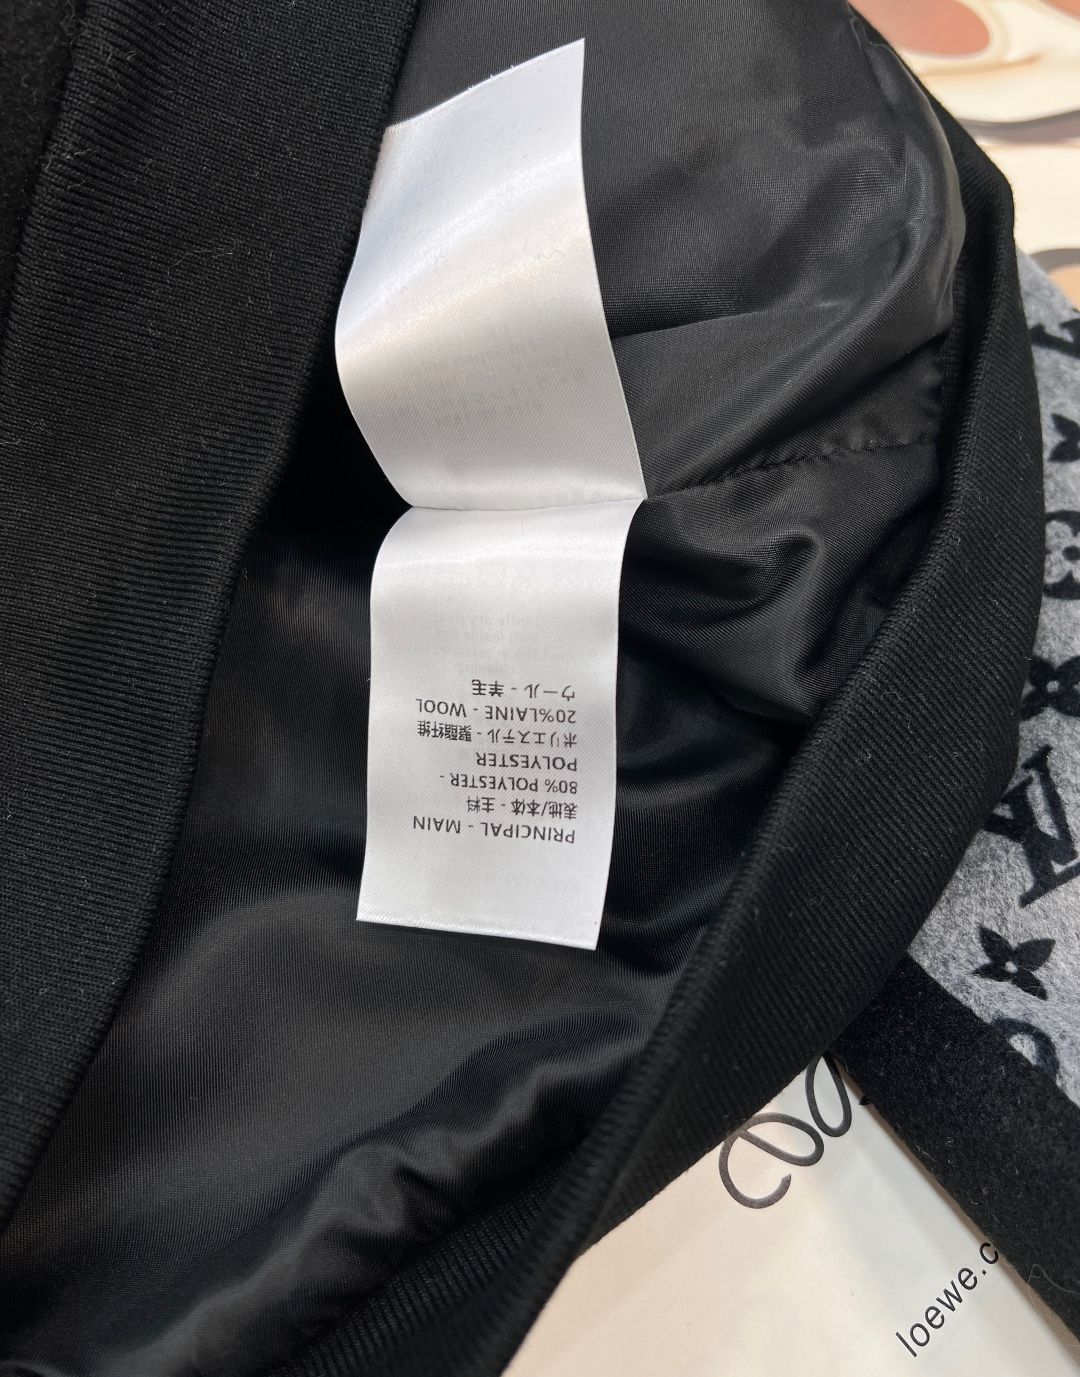 PRINCIPAL - MAIN
表地/本体 - 主料
80% POLYESTER -
POLYESTER
ポリエステル - 聚酯纤维
20%LAINE - WOOL
ウール - 羊毛
loewe.c